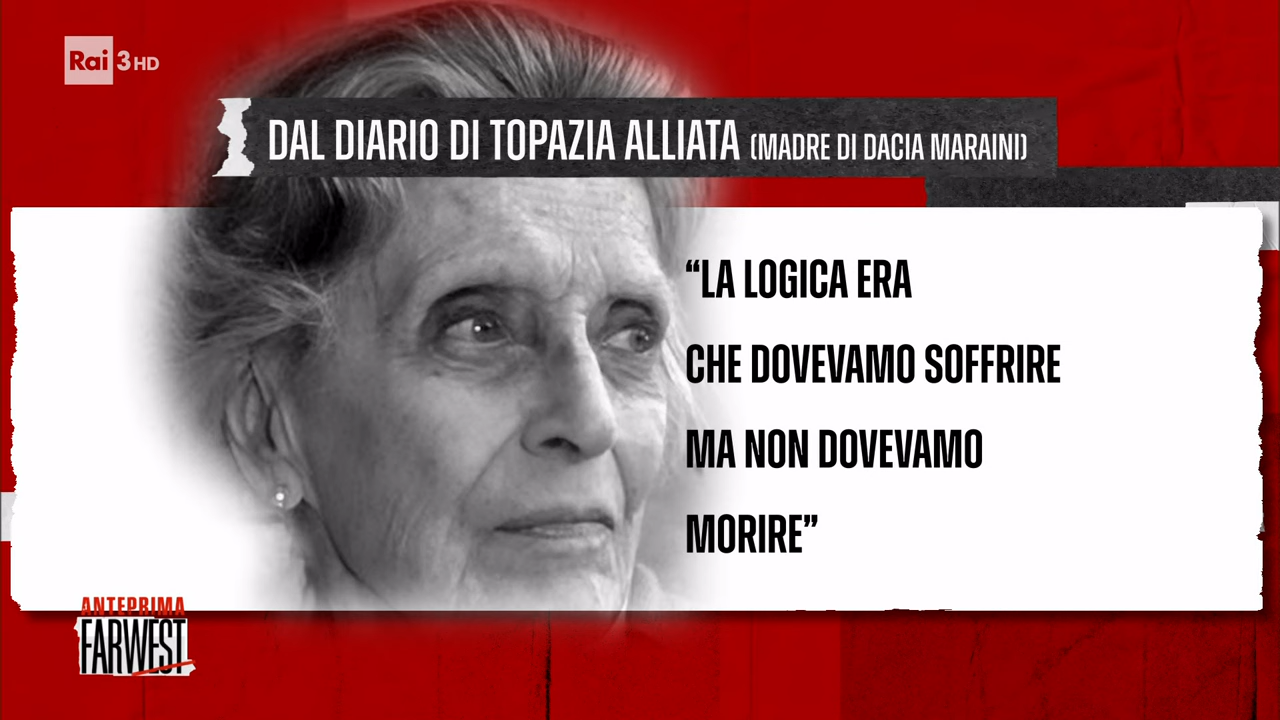 Rai 3HD
DAL DIARIO DI TOPAZIA ALLIATA (MADRE DI DACIA MARAINI)
“LA LOGICA ERA
CHE DOVEVAMO SOFFRIRE
MA NON DOVEVAMO
MORIRE”
ANTEPRIMA
FARWEST